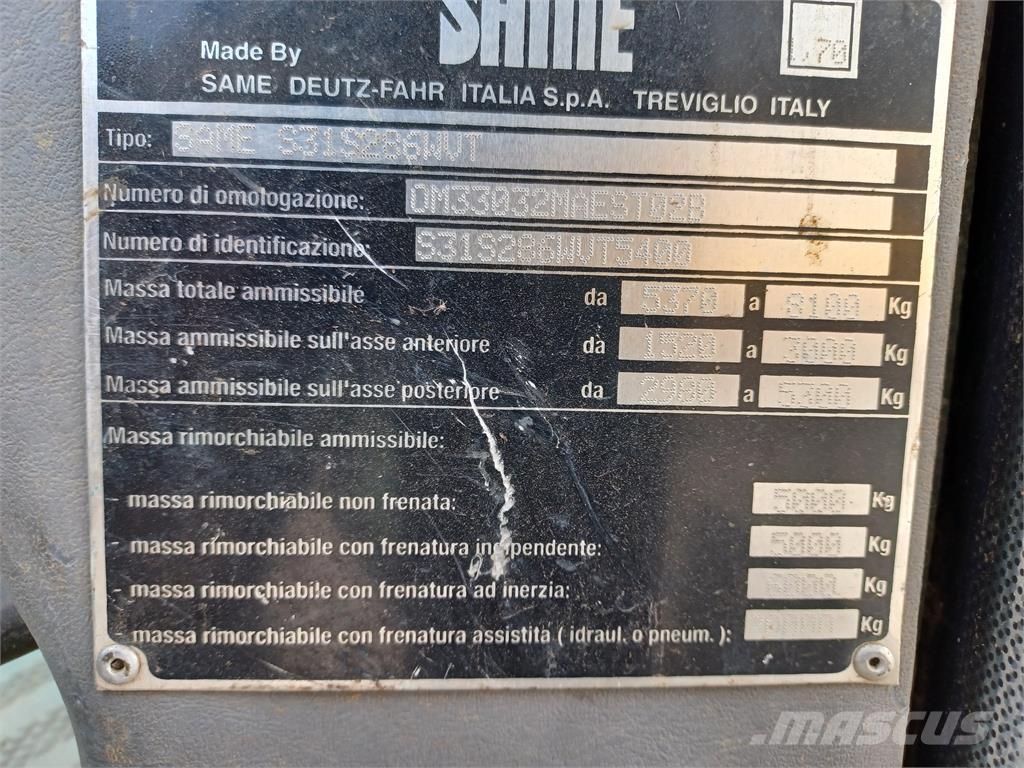 SAME
1.70
Made By
SAME DEUTZ-FAHR ITALIA S.p.A. TREVIGLIO ITALY
Tipo: SAME S31S286WVT
Numero di omologazione: OM33032MAEST02B
Numero di identificazione: S31S286WVT5400
Massa totale ammissibile da 5370 a 8100 Kg
Massa ammissibile sull'asse anteriore da 1520 a 3000 Kg
Massa ammissibile sull'asse posteriore da 2900 a 5300 Kg
Massa rimorchiabile ammissibile:
- massa rimorchiabile non frenata: 5000 Kg
- massa rimorchiabile con frenatura indipendente: 5000 Kg
- massa rimorchiabile con frenatura ad inerzia: Kg
- massa rimorchiabile con frenatura assistita ( idraul. o pneum. ): Kg
MASCUS